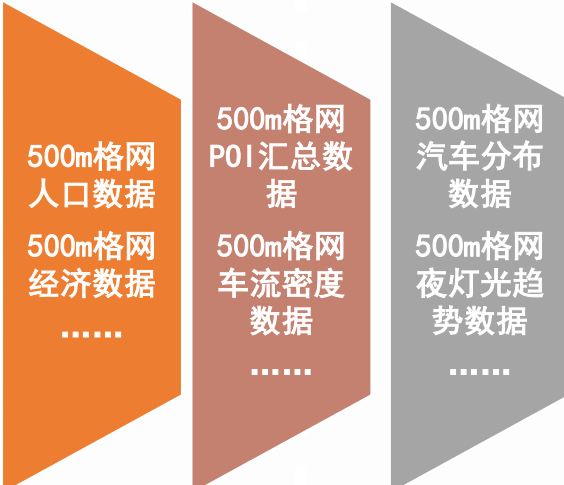 500m格网
人口数据
500m格网
经济数据
……
500m格网
POI汇总数
据
500m格网
车流密度
数据
……
500m格网
汽车分布
数据
500m格网
夜灯光趋
势数据
……